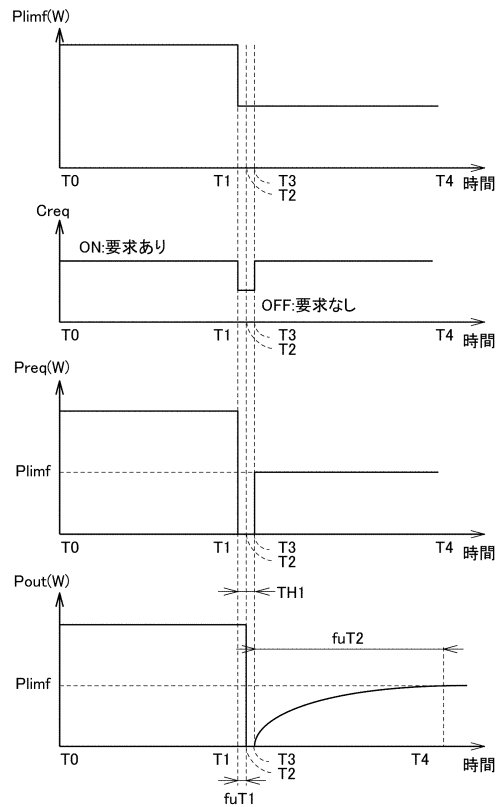 Plimf(W)
T0 T1 T3 T4 時間
T2
Creq
ON:要求あり
OFF:要求なし
T0 T1 T3 T4 時間
T2
Preq(W)
Plimf
T0 T1 T3 T4 時間
T2
Pout(W)
TH1
fuT2
Plimf
T0 T1 T3 T4 時間
T2
fuT1